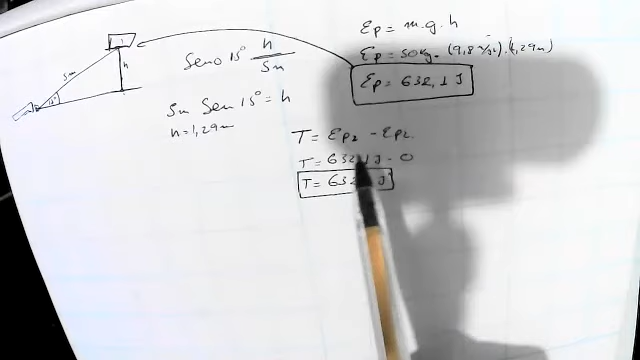 5m
15°
h
Seno 15° h
5m
5m Sen 15° = h
h = 1,29m
Ep = m.g.h
Ep = 50kg. (9,8 m/s²). 1,29m)
Ep = 632,1 J
T = Ep2 - Ep1.
T = 632,1 J - 0
T = 632 J